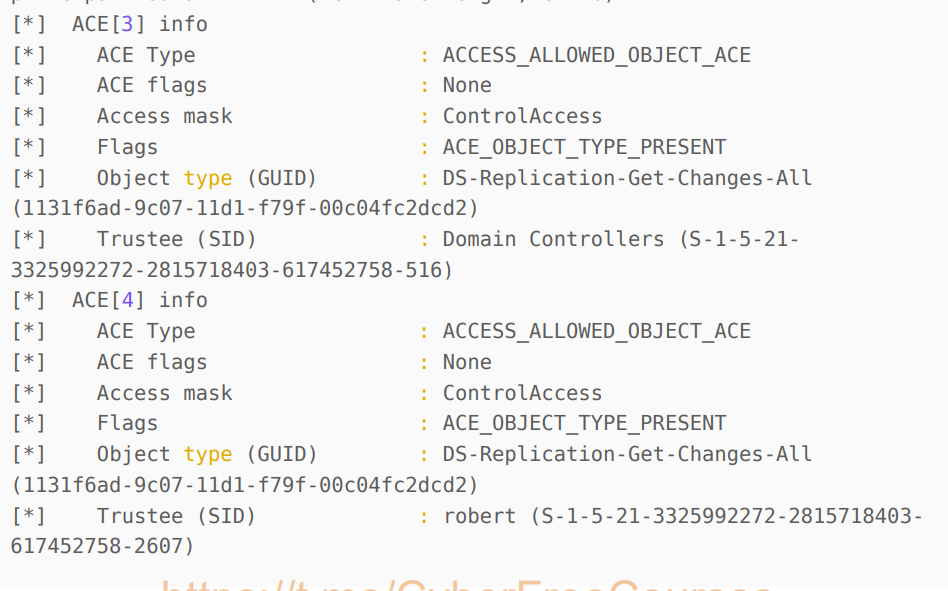 [*]  ACE[3] info
[*]    ACE Type                  : ACCESS_ALLOWED_OBJECT_ACE
[*]    ACE flags                 : None
[*]    Access mask               : ControlAccess
[*]    Flags                     : ACE_OBJECT_TYPE_PRESENT
[*]    Object type (GUID)        : DS-Replication-Get-Changes-All
(1131f6ad-9c07-11d1-f79f-00c04fc2dcd2)
[*]    Trustee (SID)             : Domain Controllers (S-1-5-21-
3325992272-2815718403-617452758-516)
[*]  ACE[4] info
[*]    ACE Type                  : ACCESS_ALLOWED_OBJECT_ACE
[*]    ACE flags                 : None
[*]    Access mask               : ControlAccess
[*]    Flags                     : ACE_OBJECT_TYPE_PRESENT
[*]    Object type (GUID)        : DS-Replication-Get-Changes-All
(1131f6ad-9c07-11d1-f79f-00c04fc2dcd2)
[*]    Trustee (SID)             : robert (S-1-5-21-3325992272-2815718403-
617452758-2607)
https://t.me/CyberFreeCourses